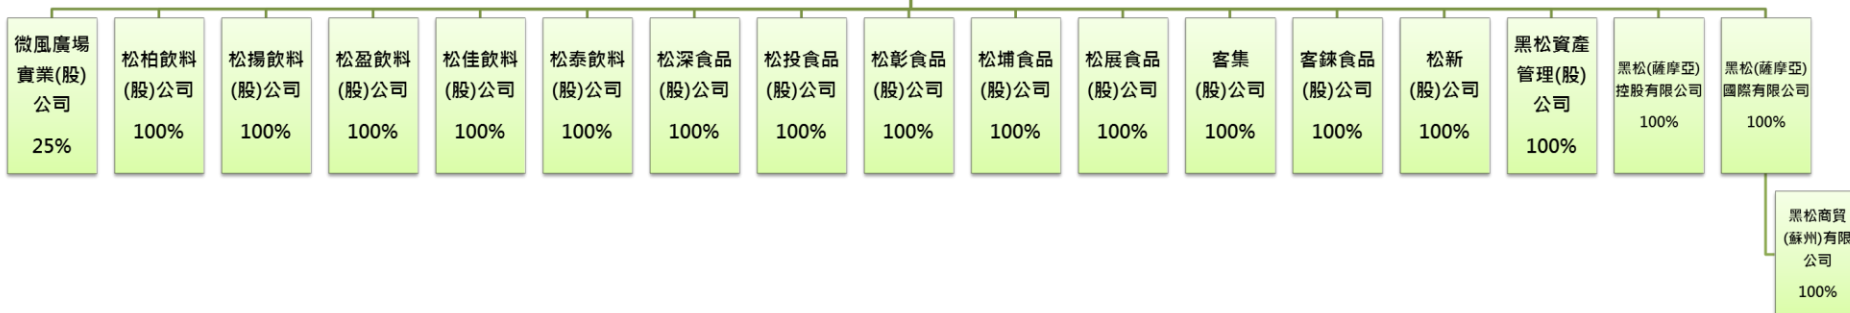 微風廣場
實業(股)
公司
25%
松柏飲料
(股)公司
100%
松揚飲料
(股)公司
100%
松盈飲料
(股)公司
100%
松佳飲料
(股)公司
100%
松泰飲料
(股)公司
100%
松深食品
(股)公司
100%
松投食品
(股)公司
100%
松彰食品
(股)公司
100%
松埔食品
(股)公司
100%
松展食品
(股)公司
100%
客集
(股)公司
100%
客錸食品
(股)公司
100%
松新
(股)公司
100%
黑松資產
管理(股)
公司
100%
黑松(薩摩亞)
控股有限公司
100%
黑松(薩摩亞)
國際有限公司
100%
黑松商貿
(蘇州)有限
公司
100%